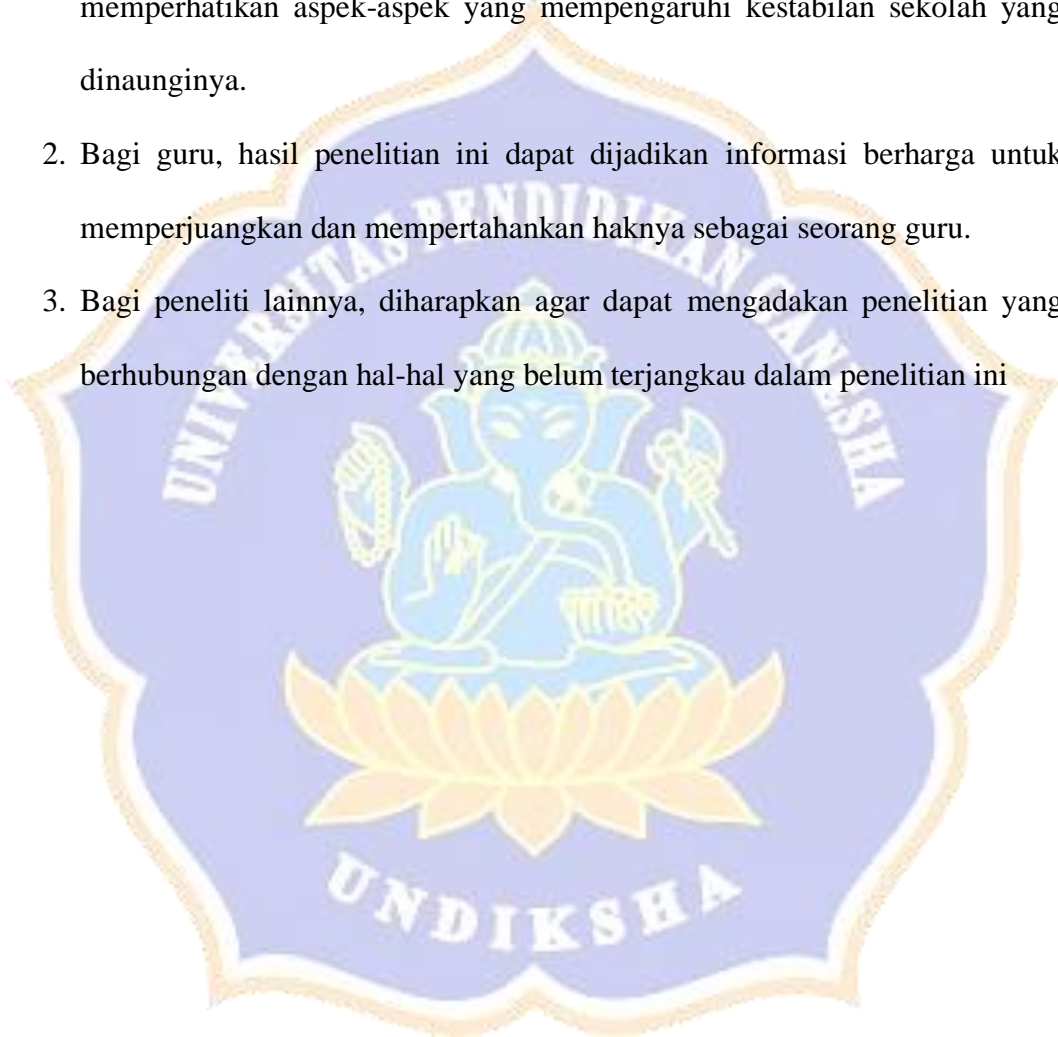 memperhatikan aspek-aspek yang mempengaruhi kestabilan sekolah yang
dinaunginya.
2. Bagi guru, hasil penelitian ini dapat dijadikan informasi berharga untuk
memperjuangkan dan mempertahankan haknya sebagai seorang guru.
3. Bagi peneliti lainnya, diharapkan agar dapat mengadakan penelitian yang
berhubungan dengan hal-hal yang belum terjangkau dalam penelitian ini
UNIVERSITAS PENDIDIKAN GANESHA
UNDIKSHA